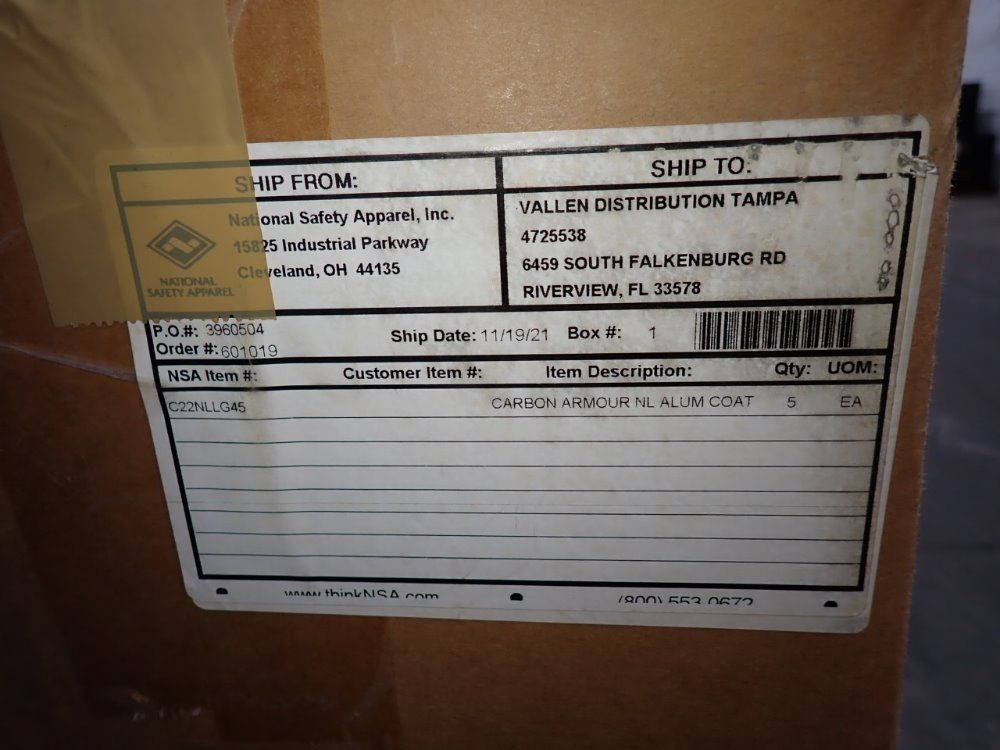 SHIP FROM:
National Safety Apparel, Inc.
15825 Industrial Parkway
Cleveland, OH 44135
NATIONAL
SAFETY APPAREL
SHIP TO:
VALLEN DISTRIBUTION TAMPA
4725538
6459 SOUTH FALKENBURG RD
RIVERVIEW, FL 33578
P.O.#: 3960504
Order #: 601019
Ship Date: 11/19/21 Box #: 1
NSA Item #: Customer Item #: Item Description: Qty: UOM:
C22NLLG45 CARBON ARMOUR NL ALUM COAT 5 EA
www.thinkNSA.com (800) 553 0672